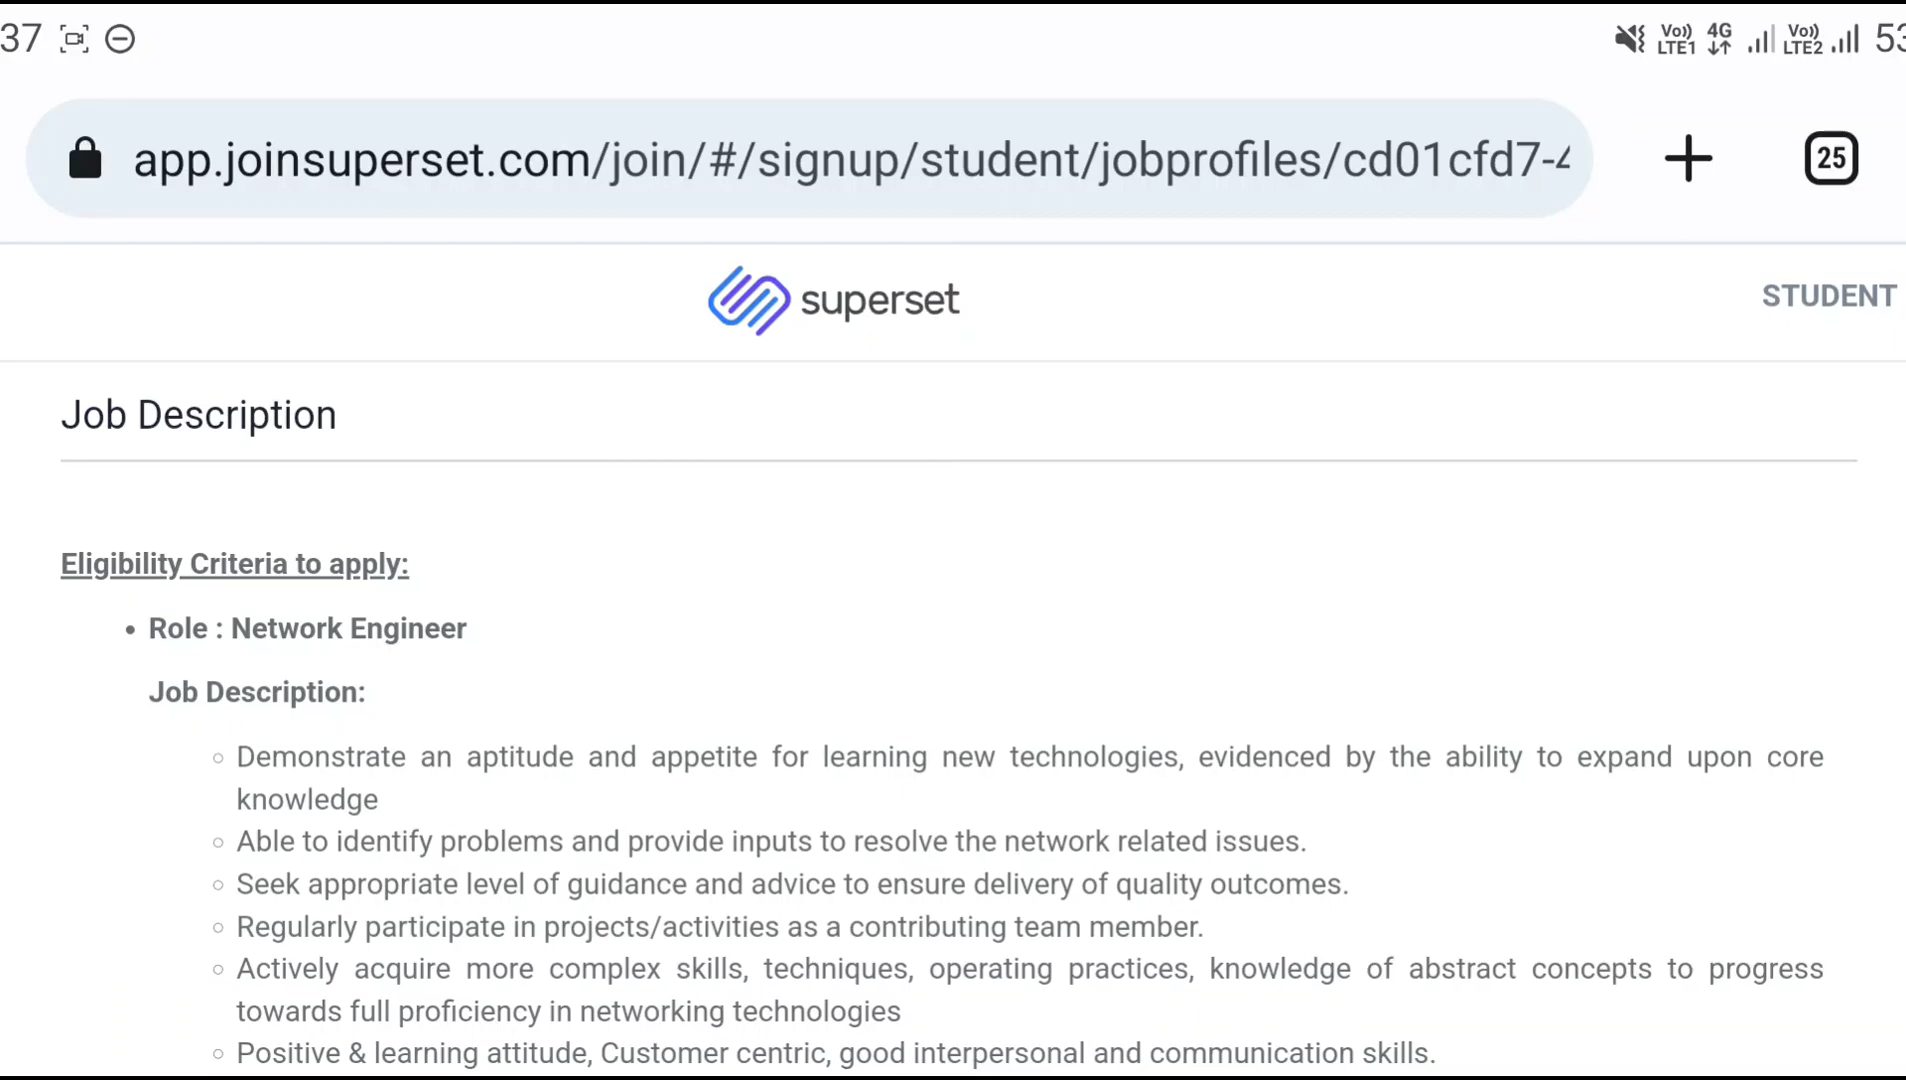 37
Vo)) LTE1 4G Vo)) LTE2 53
app.joinsuperset.com/join/#/signup/student/jobprofiles/cd01cfd7-4
25
superset
STUDENT
Job Description
Eligibility Criteria to apply:
• Role : Network Engineer
Job Description:
◦ Demonstrate an aptitude and appetite for learning new technologies, evidenced by the ability to expand upon core
knowledge
◦ Able to identify problems and provide inputs to resolve the network related issues.
◦ Seek appropriate level of guidance and advice to ensure delivery of quality outcomes.
◦ Regularly participate in projects/activities as a contributing team member.
◦ Actively acquire more complex skills, techniques, operating practices, knowledge of abstract concepts to progress
towards full proficiency in networking technologies
◦ Positive & learning attitude, Customer centric, good interpersonal and communication skills.